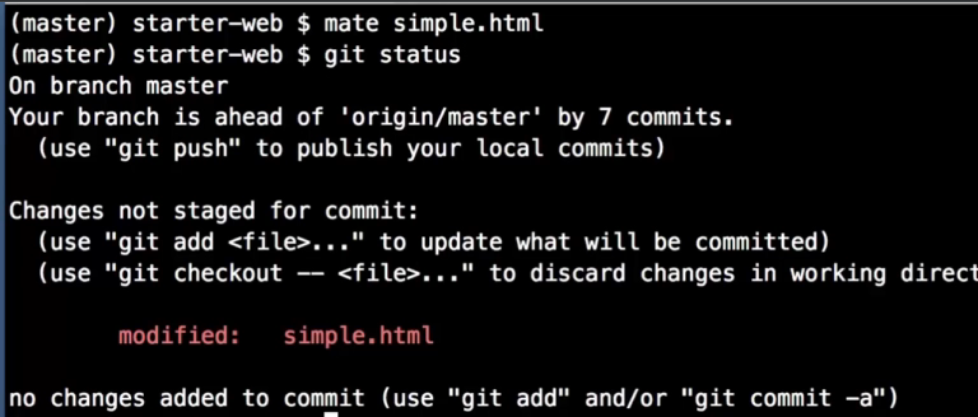 (master) starter-web $ mate simple.html
(master) starter-web $ git status
On branch master
Your branch is ahead of 'origin/master' by 7 commits.
  (use "git push" to publish your local commits)

Changes not staged for commit:
  (use "git add <file>..." to update what will be committed)
  (use "git checkout -- <file>..." to discard changes in working direct

        modified:   simple.html

no changes added to commit (use "git add" and/or "git commit -a")